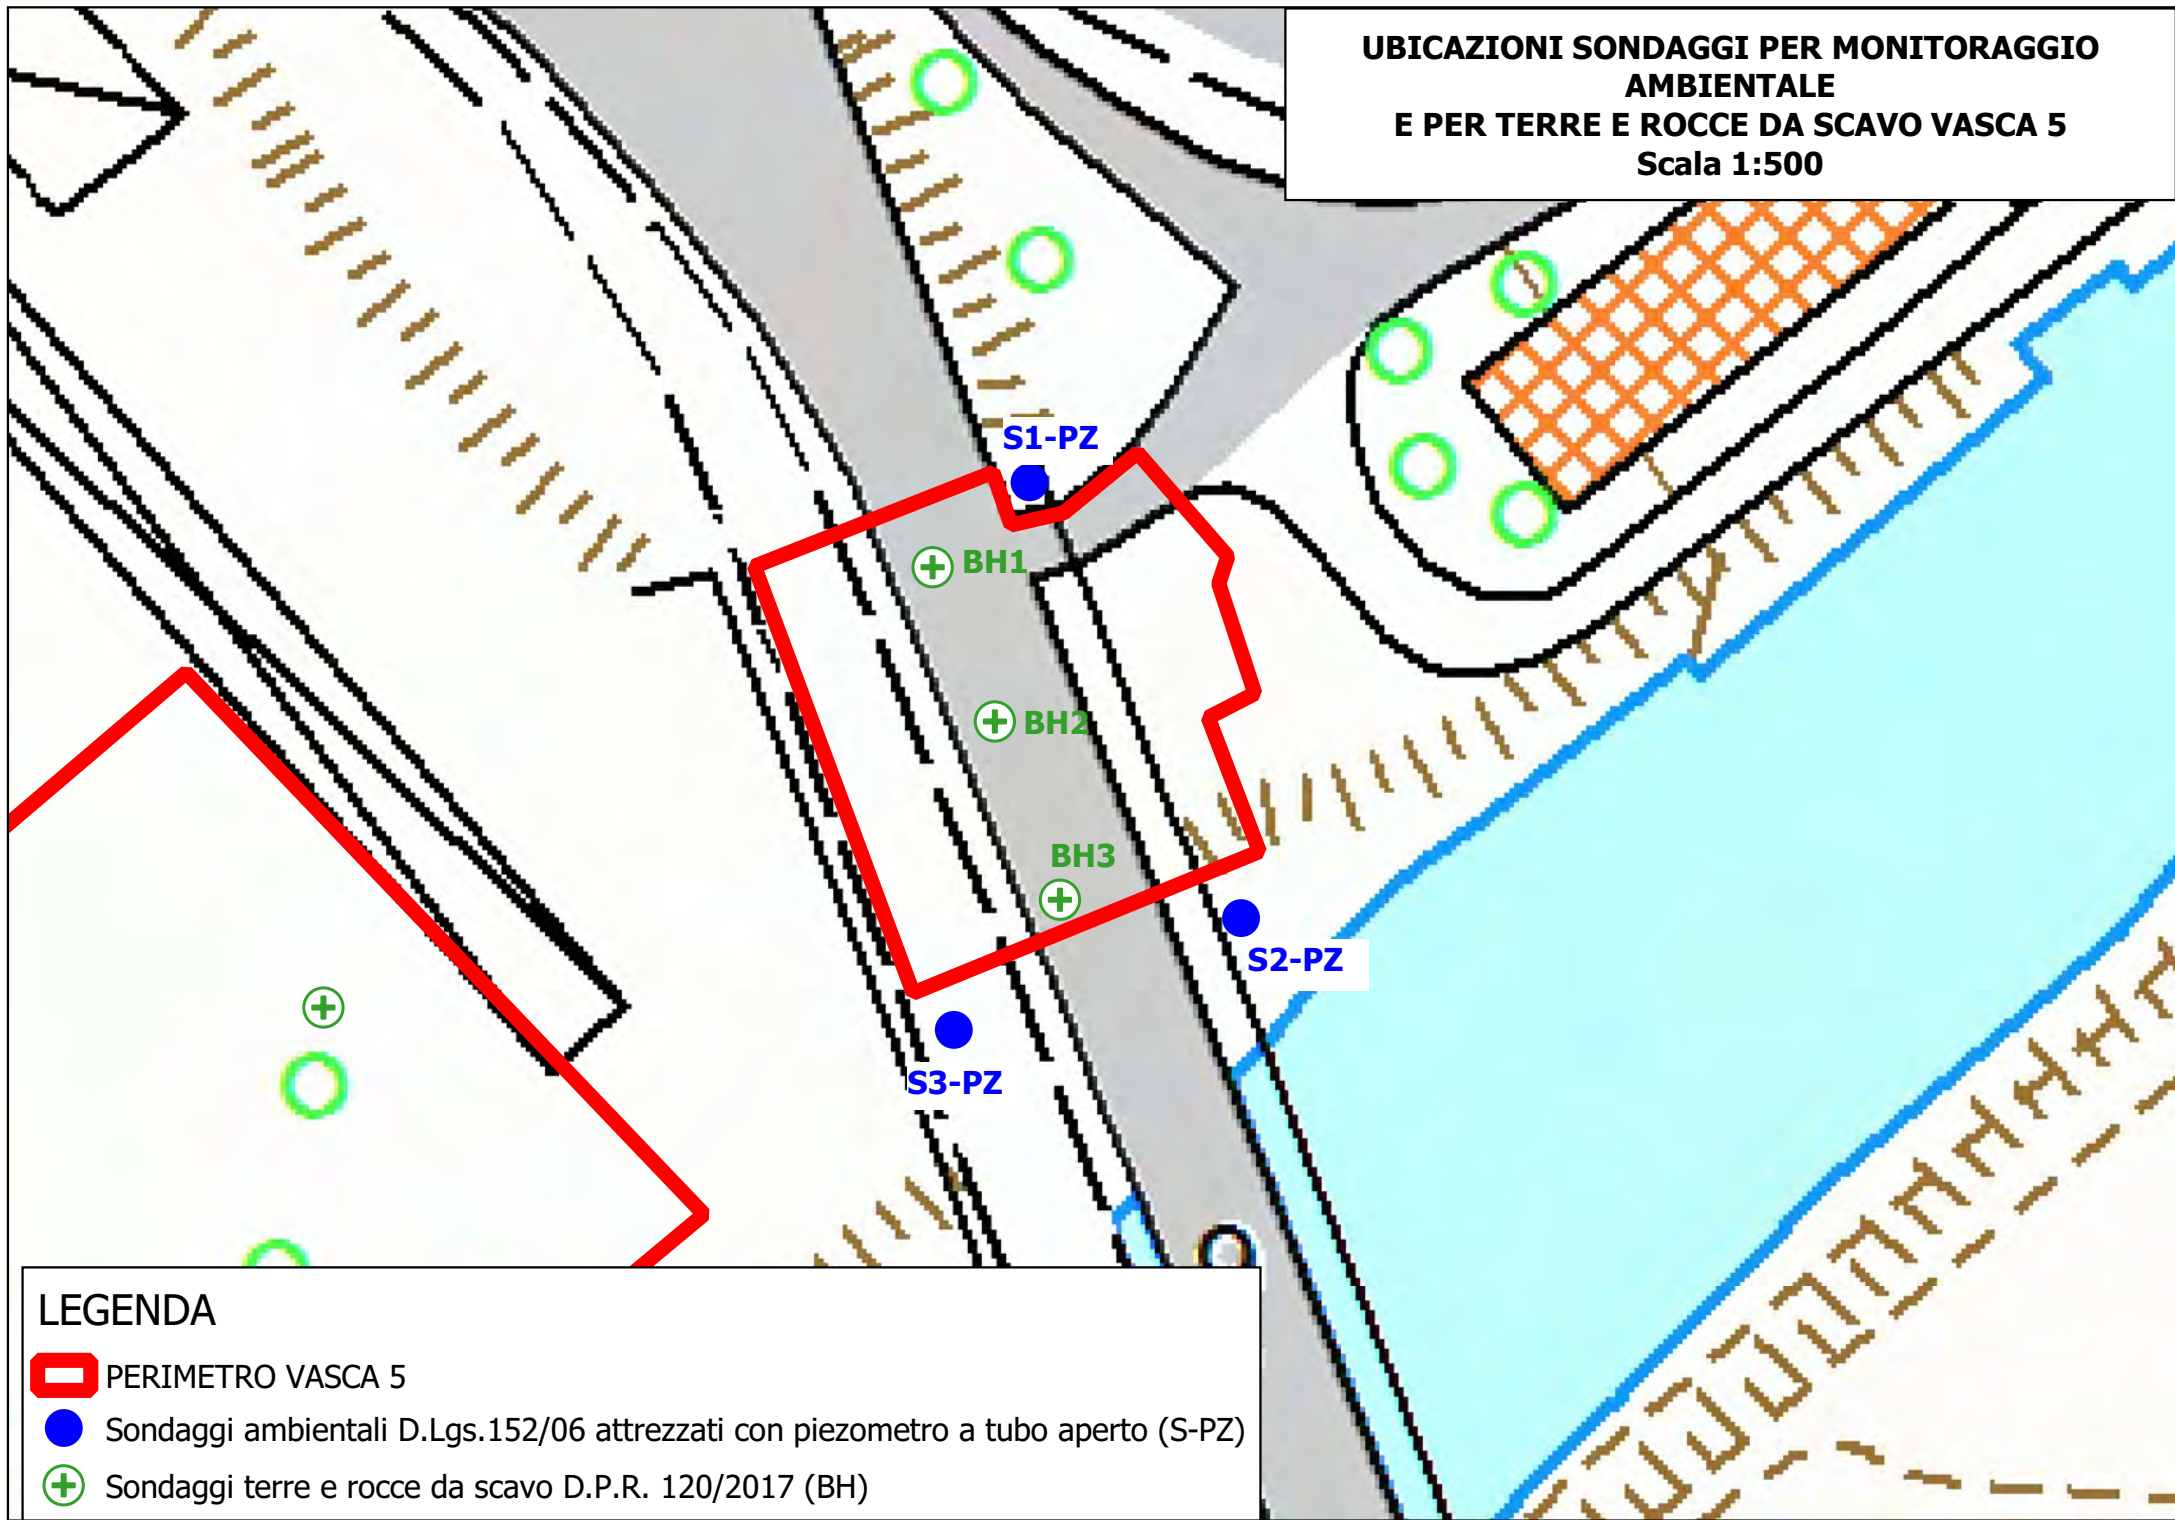 UBICAZIONI SONDAGGI PER MONITORAGGIO
AMBIENTALE
E PER TERRE E ROCCE DA SCAVO VASCA 5
Scala 1:500
S1-PZ
BH1
BH2
BH3
S2-PZ
S3-PZ
LEGENDA
PERIMETRO VASCA 5
Sondaggi ambientali D.Lgs.152/06 attrezzati con piezometro a tubo aperto (S-PZ)
Sondaggi terre e rocce da scavo D.P.R. 120/2017 (BH)